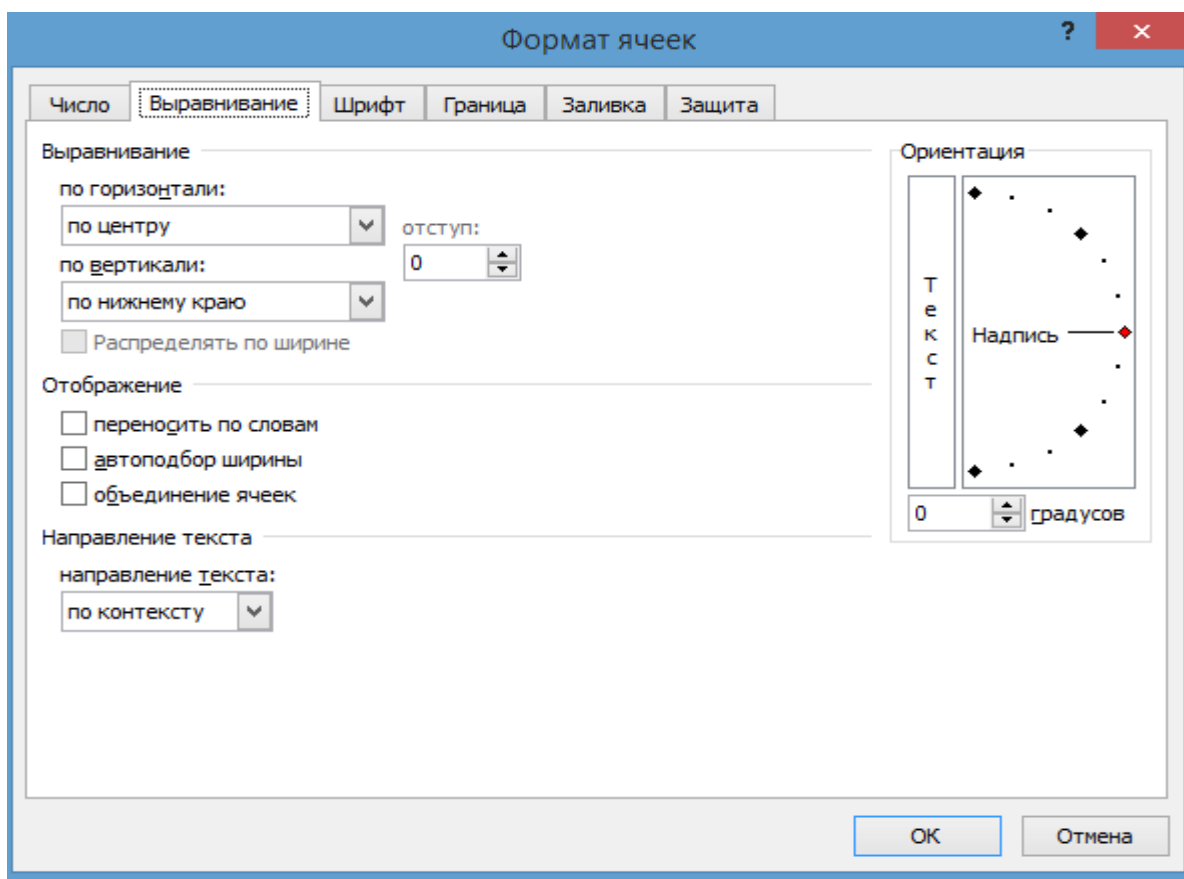 Формат ячеек
?
Число Выравнивание Шрифт Граница Заливка Защита
Выравнивание
по горизонтали:
по центру
отступ:
0
по вертикали:
по нижнему краю
Распределять по ширине
Отображение
переносить по словам
автоподбор ширины
объединение ячеек
Направление текста
направление текста:
по контексту
Ориентация
Текст
Надпись
0 градусов
ОК Отмена